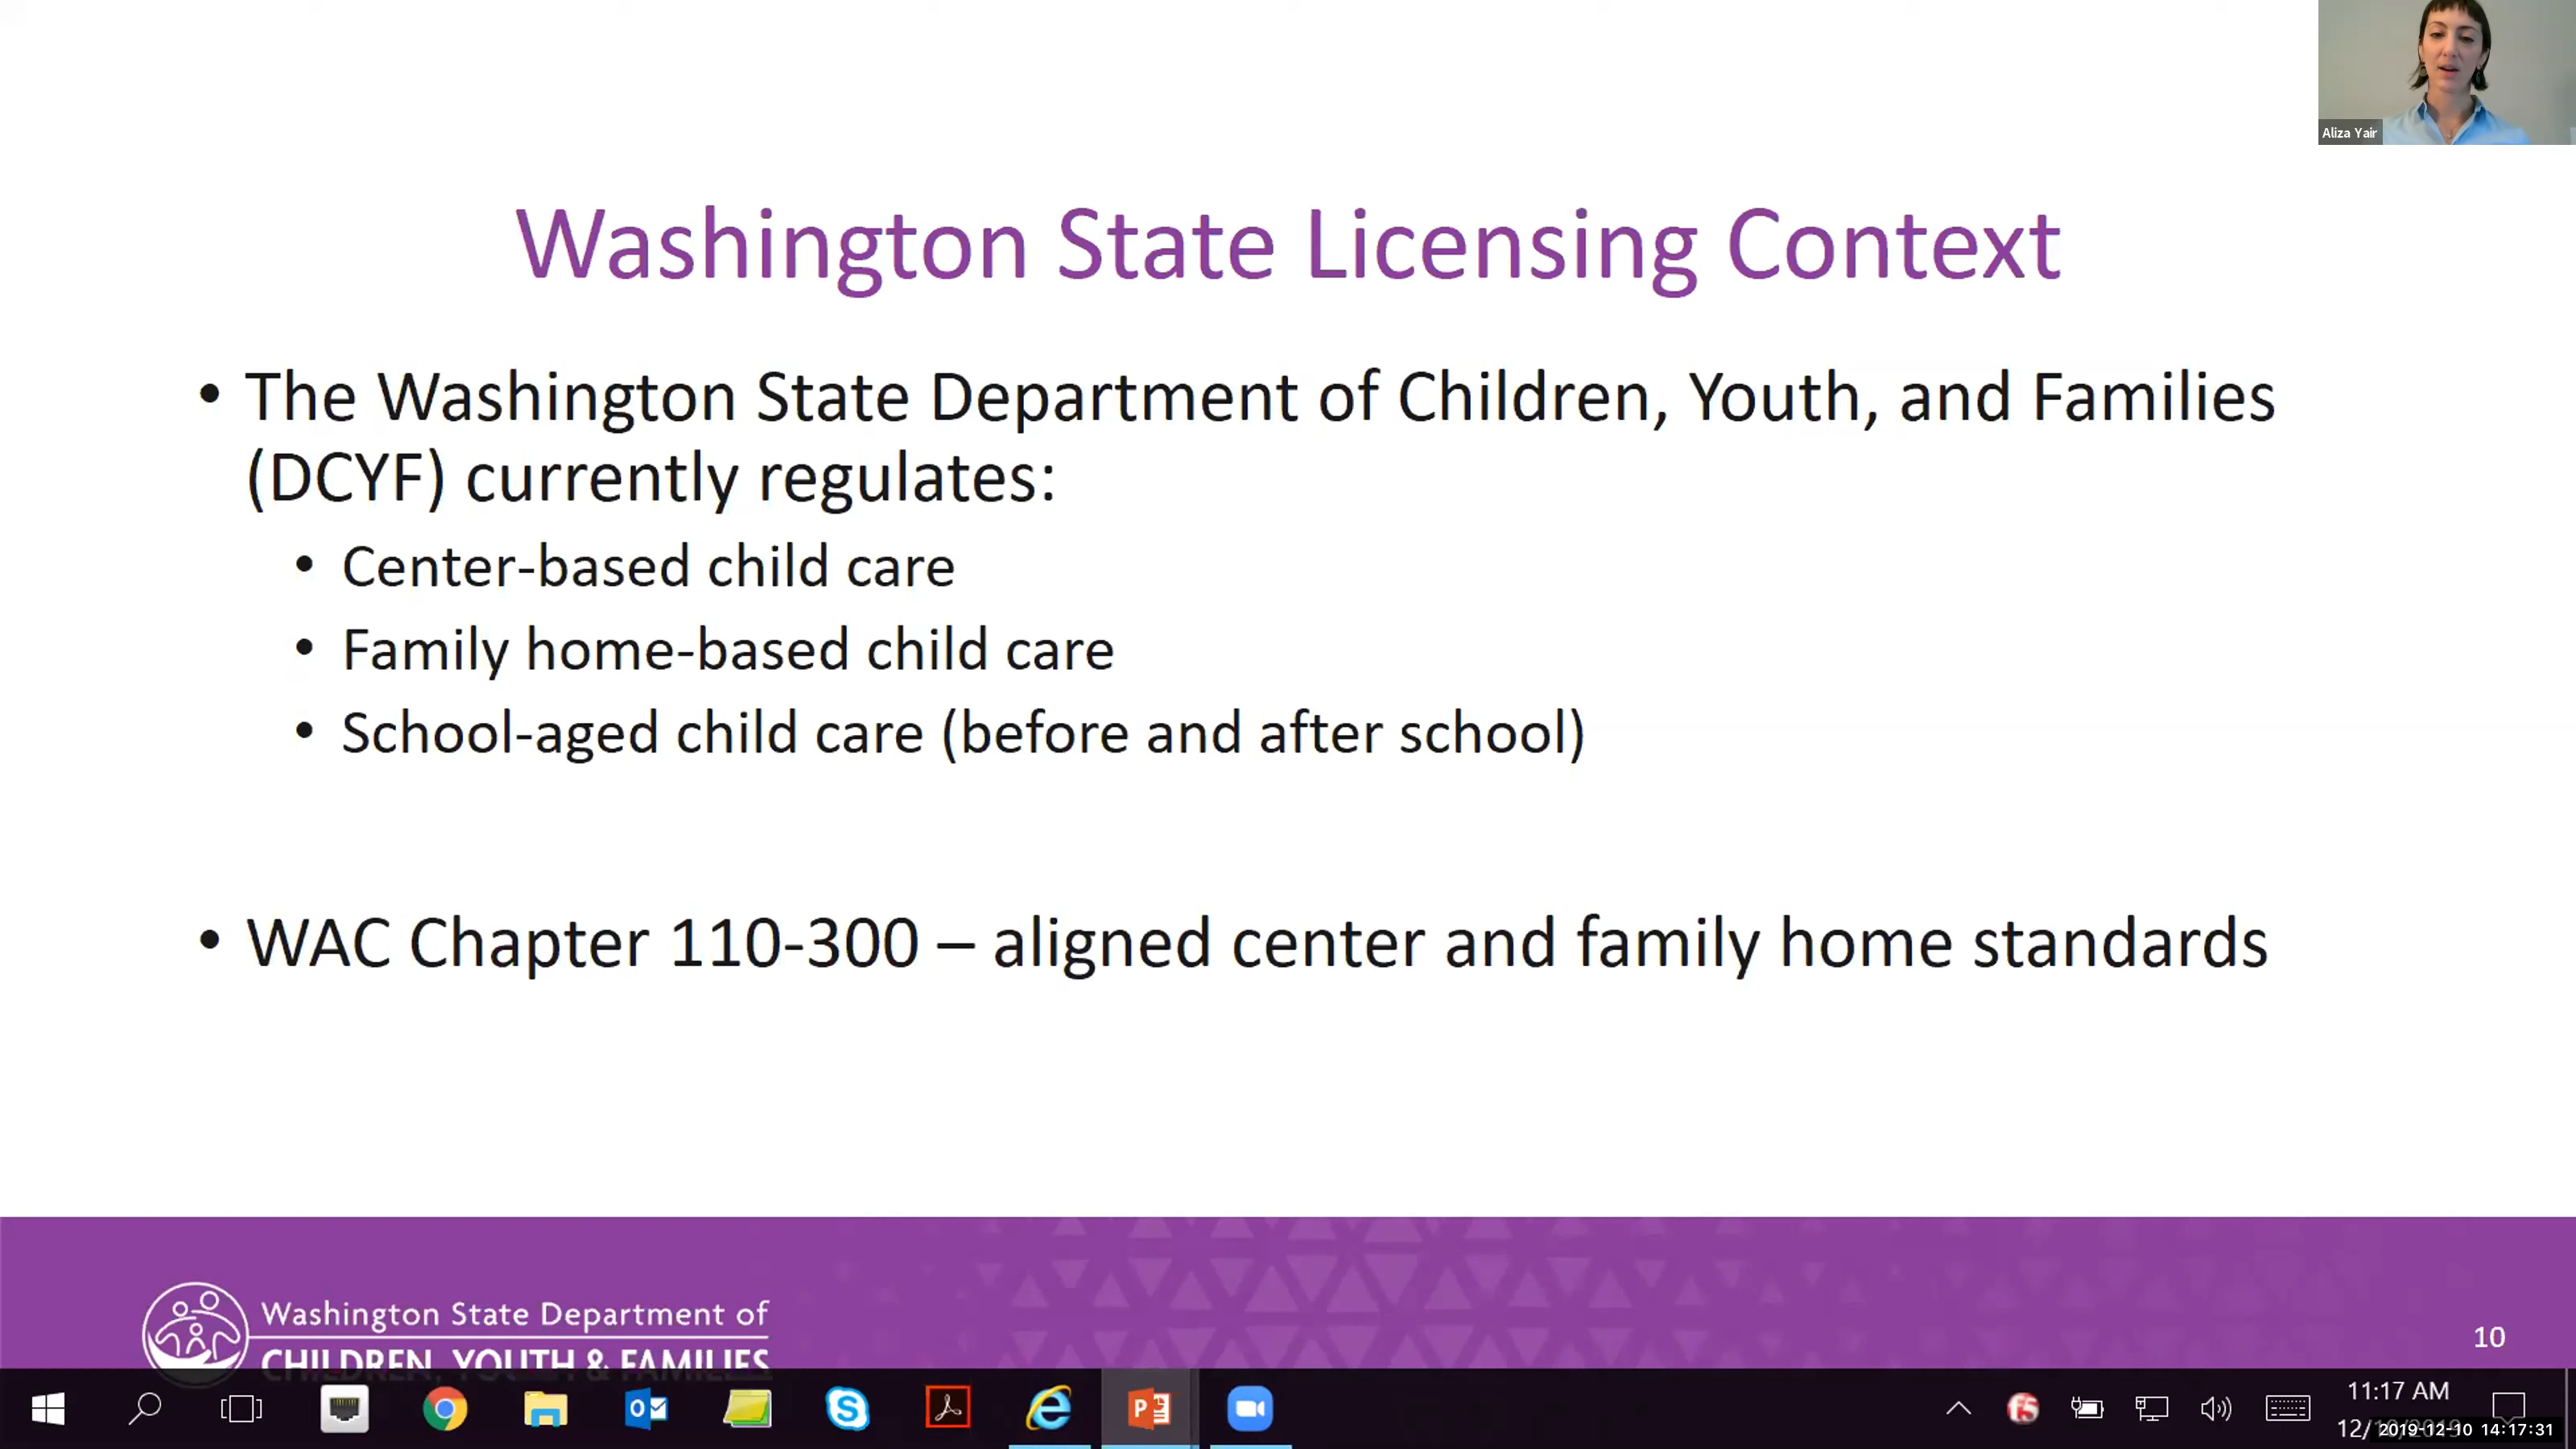 Aliza Yair
Washington State Licensing Context
• The Washington State Department of Children, Youth, and Families
(DCYF) currently regulates:
• Center-based child care
• Family home-based child care
• School-aged child care (before and after school)
• WAC Chapter 110-300 – aligned center and family home standards
Washington State Department of
CHILDREN, YOUTH & FAMILIES
10
11:17 AM
12/
2019-12-10 14:17:31